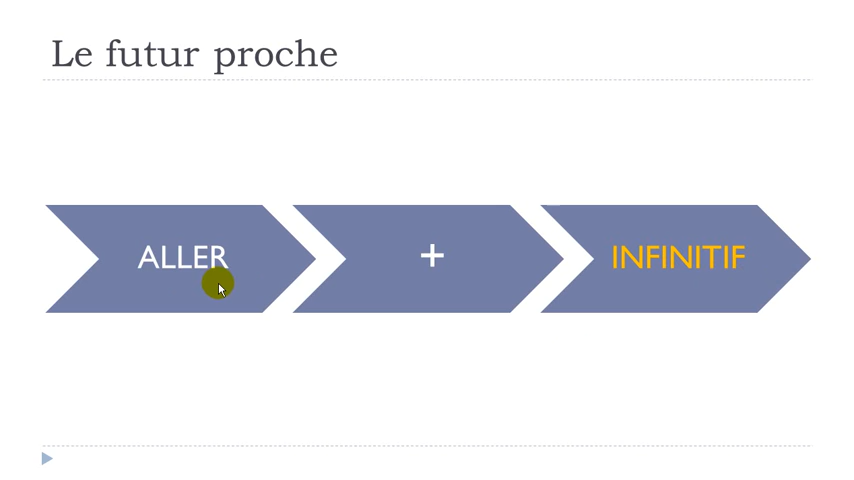 Le futur proche
ALLER + INFINITIF